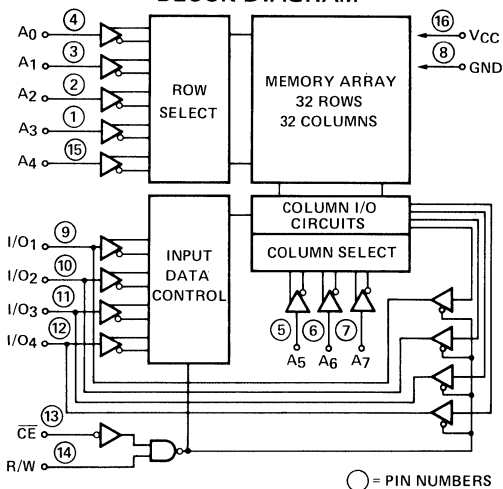 BLOCK DIAGRAM
A0 4
A1 3
A2 2
A3 1
A4 15
ROW
SELECT
MEMORY ARRAY
32 ROWS
32 COLUMNS
16 VCC
8 GND
I/O1 9
I/O2 10
I/O3 11
I/O4 12
INPUT
DATA
CONTROL
COLUMN I/O
CIRCUITS
COLUMN SELECT
5 6 7
A5 A6 A7
CE 13
R/W 14
= PIN NUMBERS